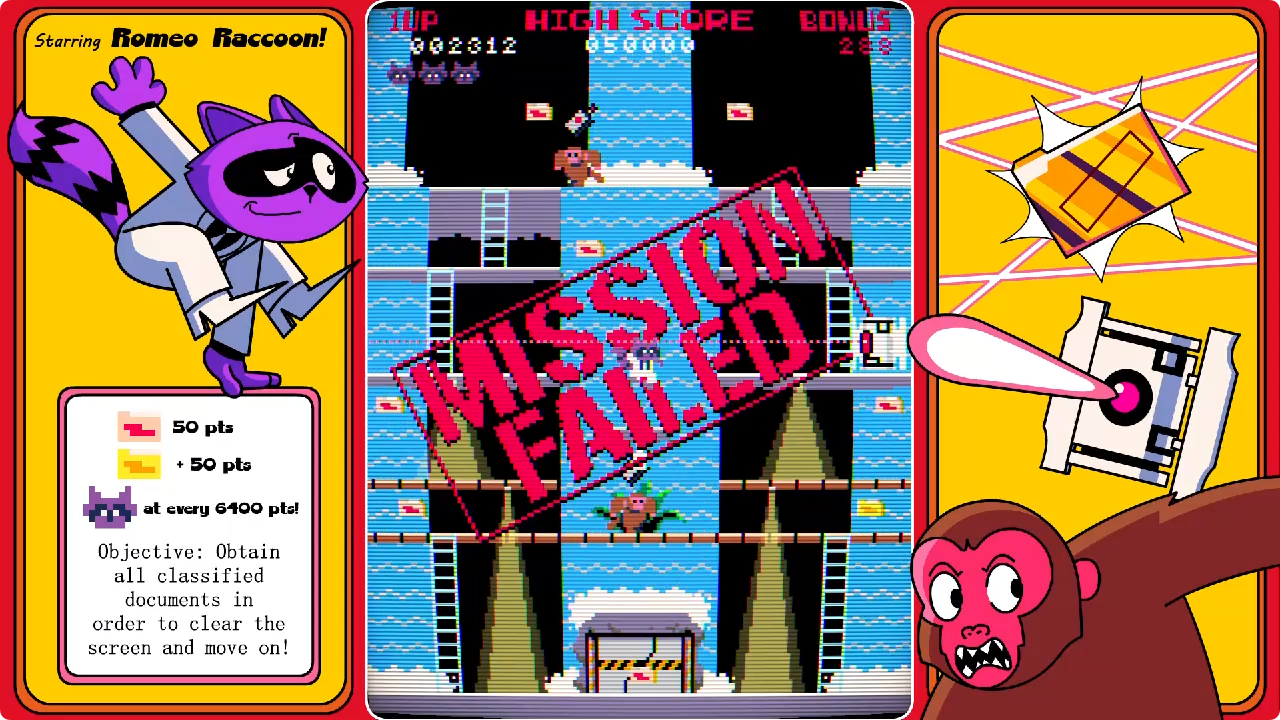 Starring Romeo Raccoon!
1UP HIGH SCORE BONUS
002312 050000 288
MISSION
FAILED
50 pts
+ 50 pts
at every 6400 pts!
Objective: Obtain
all classified
documents in
order to clear the
screen and move on!